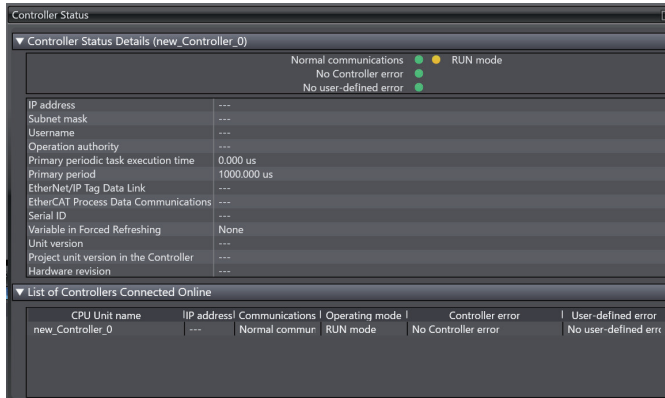 Controller Status
▼ Controller Status Details (new_Controller_0)
Normal communications RUN mode
No Controller error
No user-defined error
IP address ---
Subnet mask ---
Username ---
Operation authority ---
Primary periodic task execution time 0.000 us
Primary period 1000.000 us
EtherNet/IP Tag Data Link ---
EtherCAT Process Data Communications ---
Serial ID ---
Variable in Forced Refreshing None
Unit version ---
Project unit version in the Controller ---
Hardware revision ---
▼ List of Controllers Connected Online
CPU Unit name IP address Communications Operating mode Controller error User-defined error
new_Controller_0 --- Normal commur RUN mode No Controller error No user-defined erro